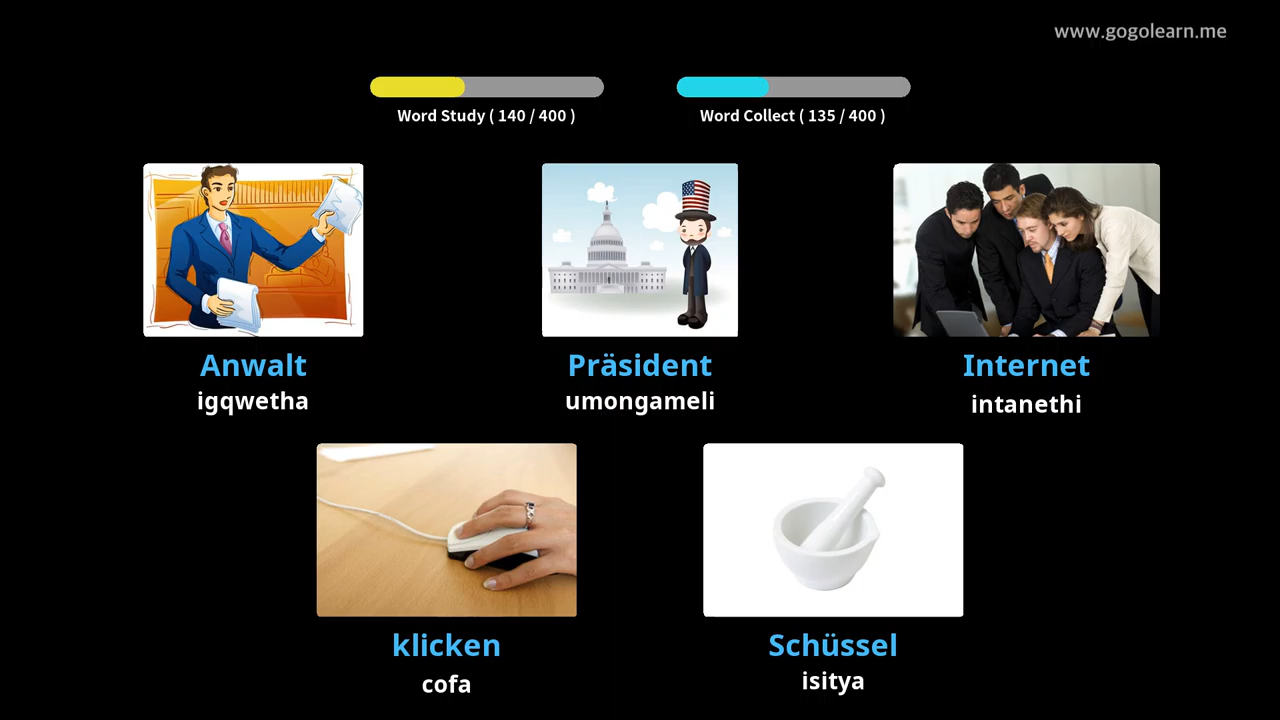 www.gogolearn.me
Word Study ( 140 / 400 )
Word Collect ( 135 / 400 )
Anwalt
igqwetha
Präsident
umongameli
Internet
intanethi
klicken
cofa
Schüssel
isitya